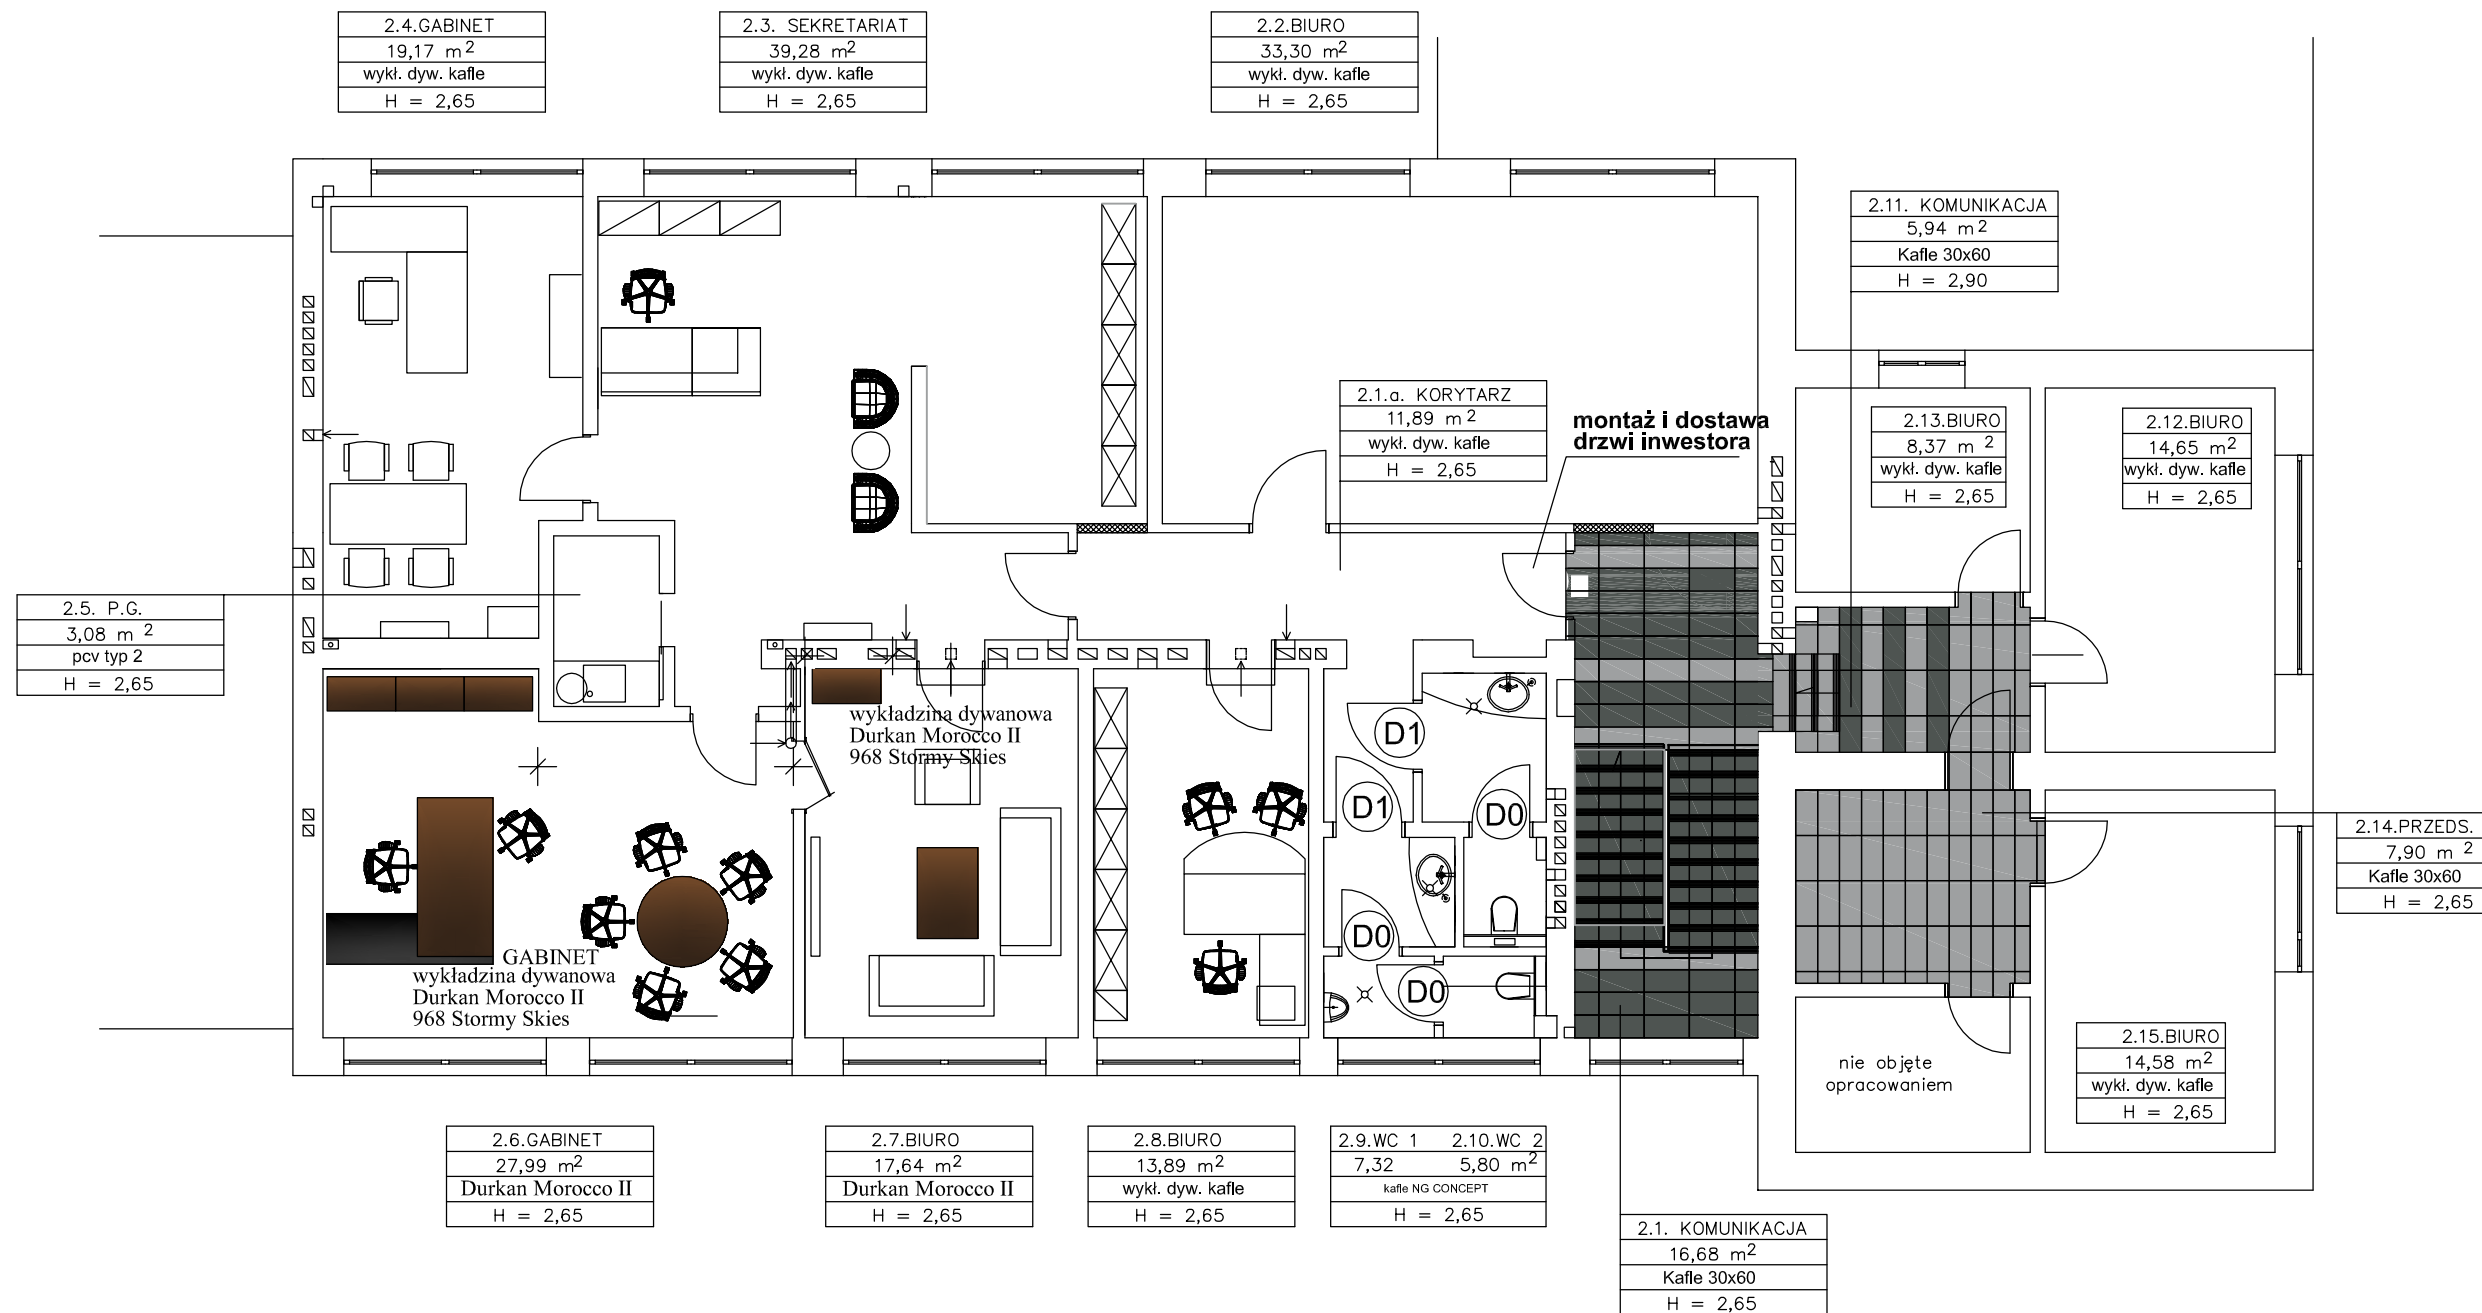 2.4.GABINET
19,17 m²
wykł. dyw. kafle
H = 2,65
2.3. SEKRETARIAT
39,28 m²
wykł. dyw. kafle
H = 2,65
2.2.BIURO
33,30 m²
wykł. dyw. kafle
H = 2,65
2.11. KOMUNIKACJA
5,94 m²
Kafle 30x60
H = 2,90
2.1.a. KORYTARZ
11,89 m²
wykł. dyw. kafle
H = 2,65
montaż i dostawa
drzwi inwestora
2.13.BIURO
8,37 m²
wykł. dyw. kafle
H = 2,65
2.12.BIURO
14,65 m²
wykł. dyw. kafle
H = 2,65
2.5. P.G.
3,08 m²
pcv typ 2
H = 2,65
wykładzina dywanowa
Durkan Morocco II
968 Stormy Skies
D1
D1
D0
D0
D0
2.14.PRZEDS.
7,90 m²
Kafle 30x60
H = 2,65
GABINET
wykładzina dywanowa
Durkan Morocco II
968 Stormy Skies
nie objęte
opracowaniem
2.15.BIURO
14,58 m²
wykł. dyw. kafle
H = 2,65
2.6.GABINET
27,99 m²
Durkan Morocco II
H = 2,65
2.7.BIURO
17,64 m²
Durkan Morocco II
H = 2,65
2.8.BIURO
13,89 m²
wykł. dyw. kafle
H = 2,65
2.9.WC 1 2.10.WC 2
7,32 5,80 m²
kafle NG CONCEPT
H = 2,65
2.1. KOMUNIKACJA
16,68 m²
Kafle 30x60
H = 2,65